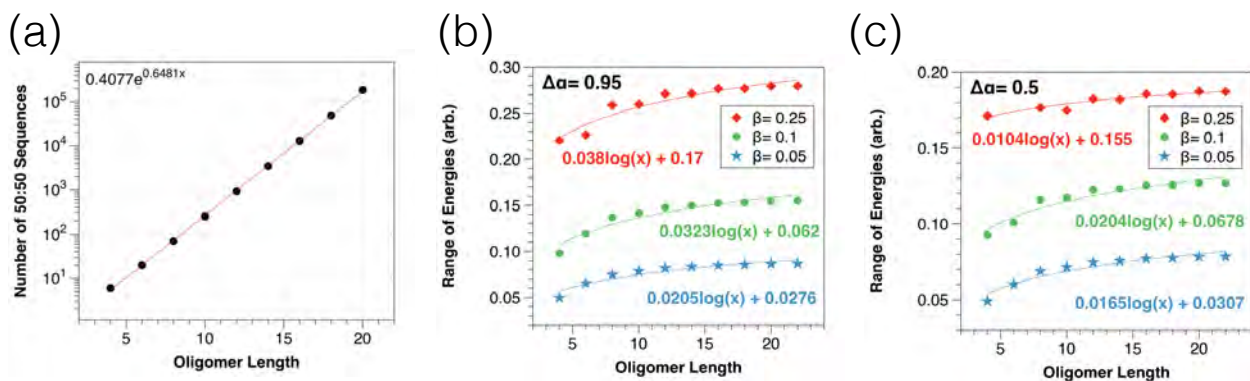 (a)
0.4077e^0.6481x
Number of 50:50 Sequences
10^5
10^4
10^3
10^2
10^1
5 10 15 20
Oligomer Length
(b)
Δα= 0.95
Range of Energies (arb.)
0.30
0.25
0.20
0.15
0.10
0.05
β= 0.25
β= 0.1
β= 0.05
0.038log(x) + 0.17
0.0323log(x) + 0.062
0.0205log(x) + 0.0276
5 10 15 20
Oligomer Length
(c)
Δα= 0.5
Range of Energies (arb.)
0.20
0.15
0.10
0.05
β= 0.25
β= 0.1
β= 0.05
0.0104log(x) + 0.155
0.0204log(x) + 0.0678
0.0165log(x) + 0.0307
5 10 15 20
Oligomer Length